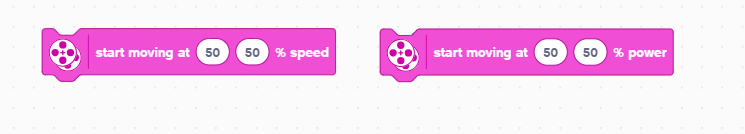 start moving at 50 50 % speed
start moving at 50 50 % power